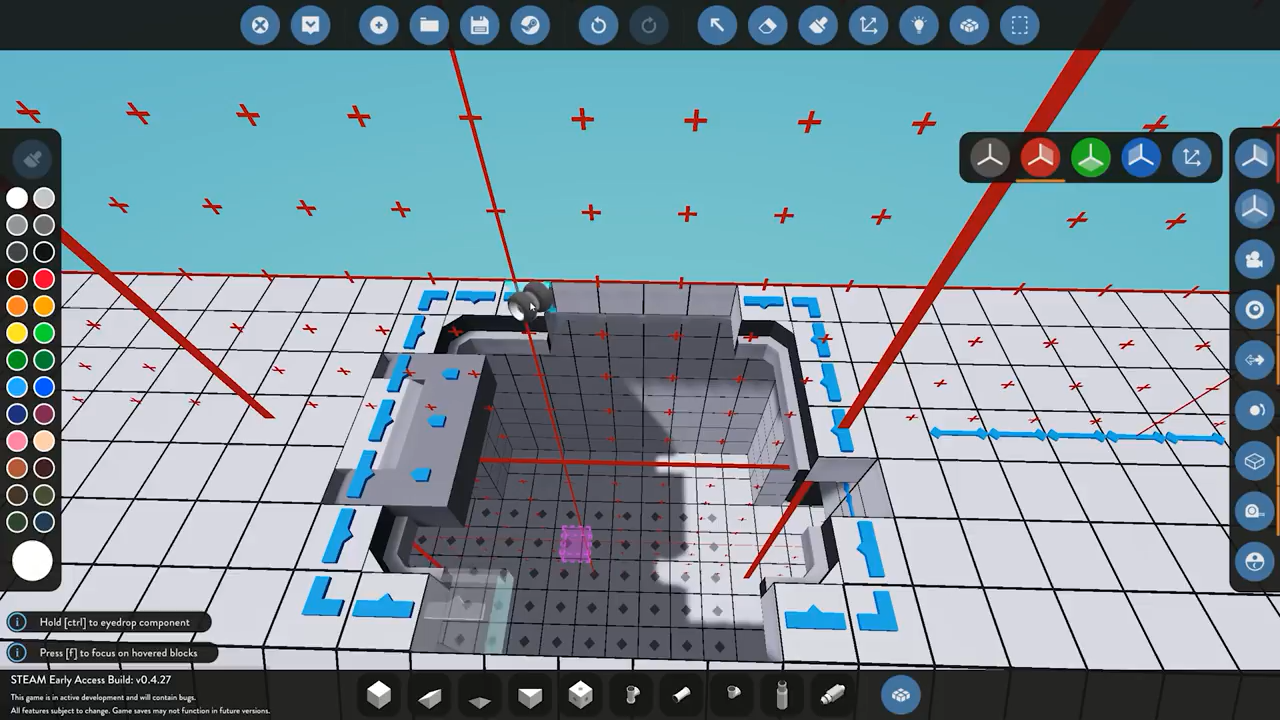 Hold [ctrl] to eyedrop component
Press [f] to focus on hovered blocks
STEAM Early Access Build: v0.4.27
This game is in active development and will contain bugs.
All features subject to change. Game saves may not function in future versions.